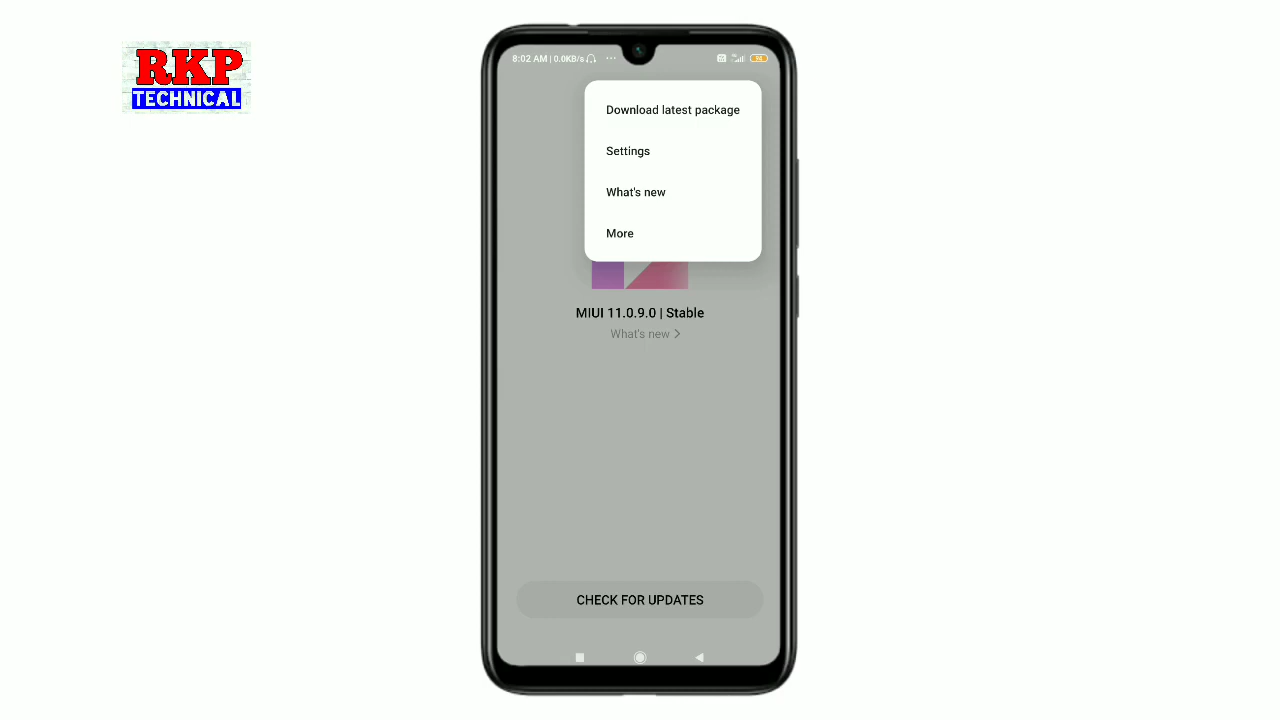 RKP
TECHNICAL
8:02 AM | 0.0KB/s
Download latest package
Settings
What's new
More
MIUI 11.0.9.0 | Stable
What's new
CHECK FOR UPDATES